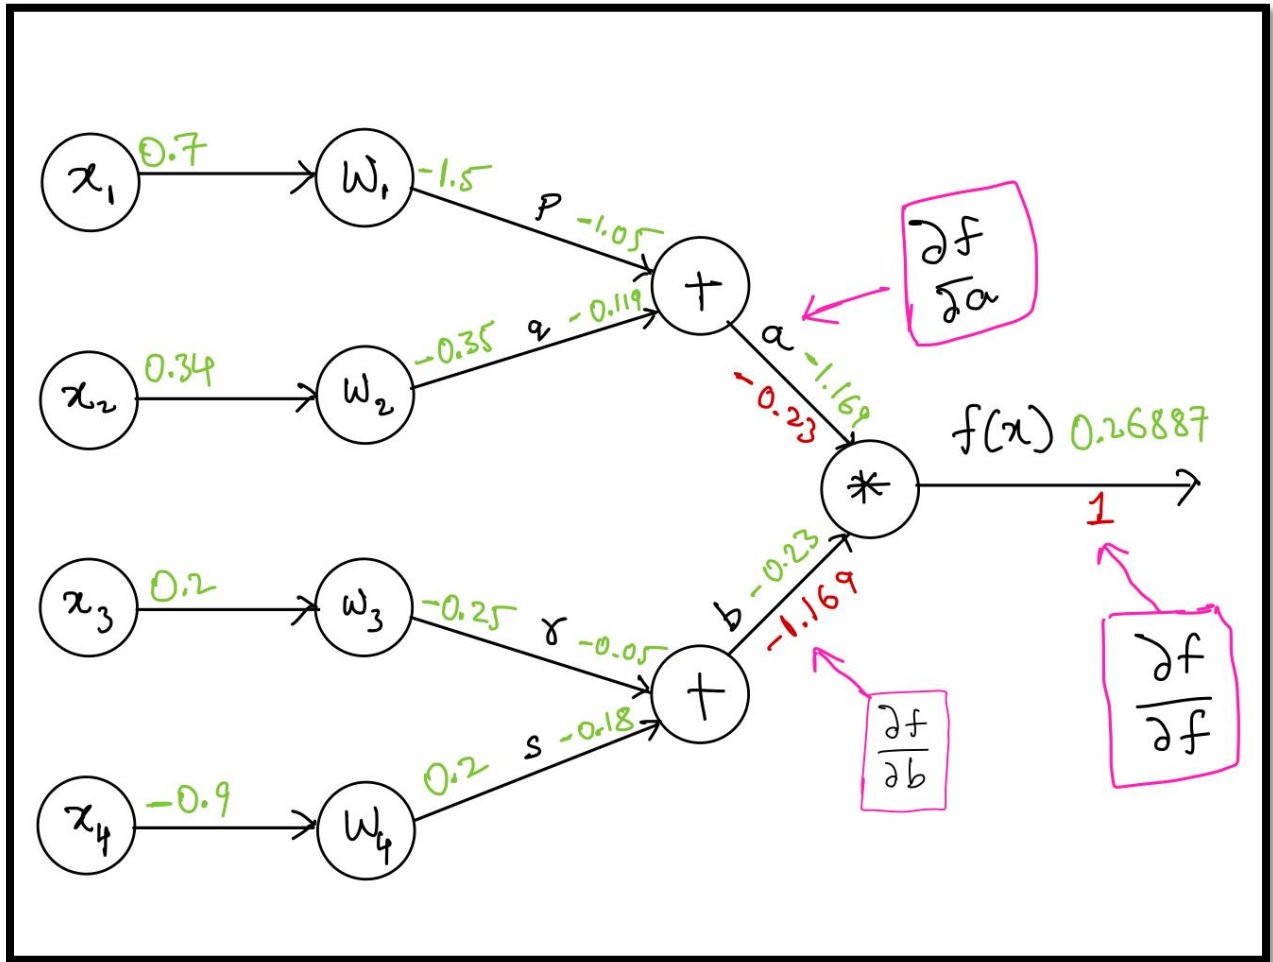 x₁ 0.7
W₁ -1.5
p -1.05
+
x₂ 0.34
W₂ -0.35
q -0.119
a -1.169
-0.23
∂f
∂a
*
f(x) 0.26887
1
∂f
∂f
x₃ 0.2
W₃ -0.25
r -0.05
+
b -0.23
-1.169
∂f
∂b
x₄ -0.9
W₄ 0.2
s -0.18